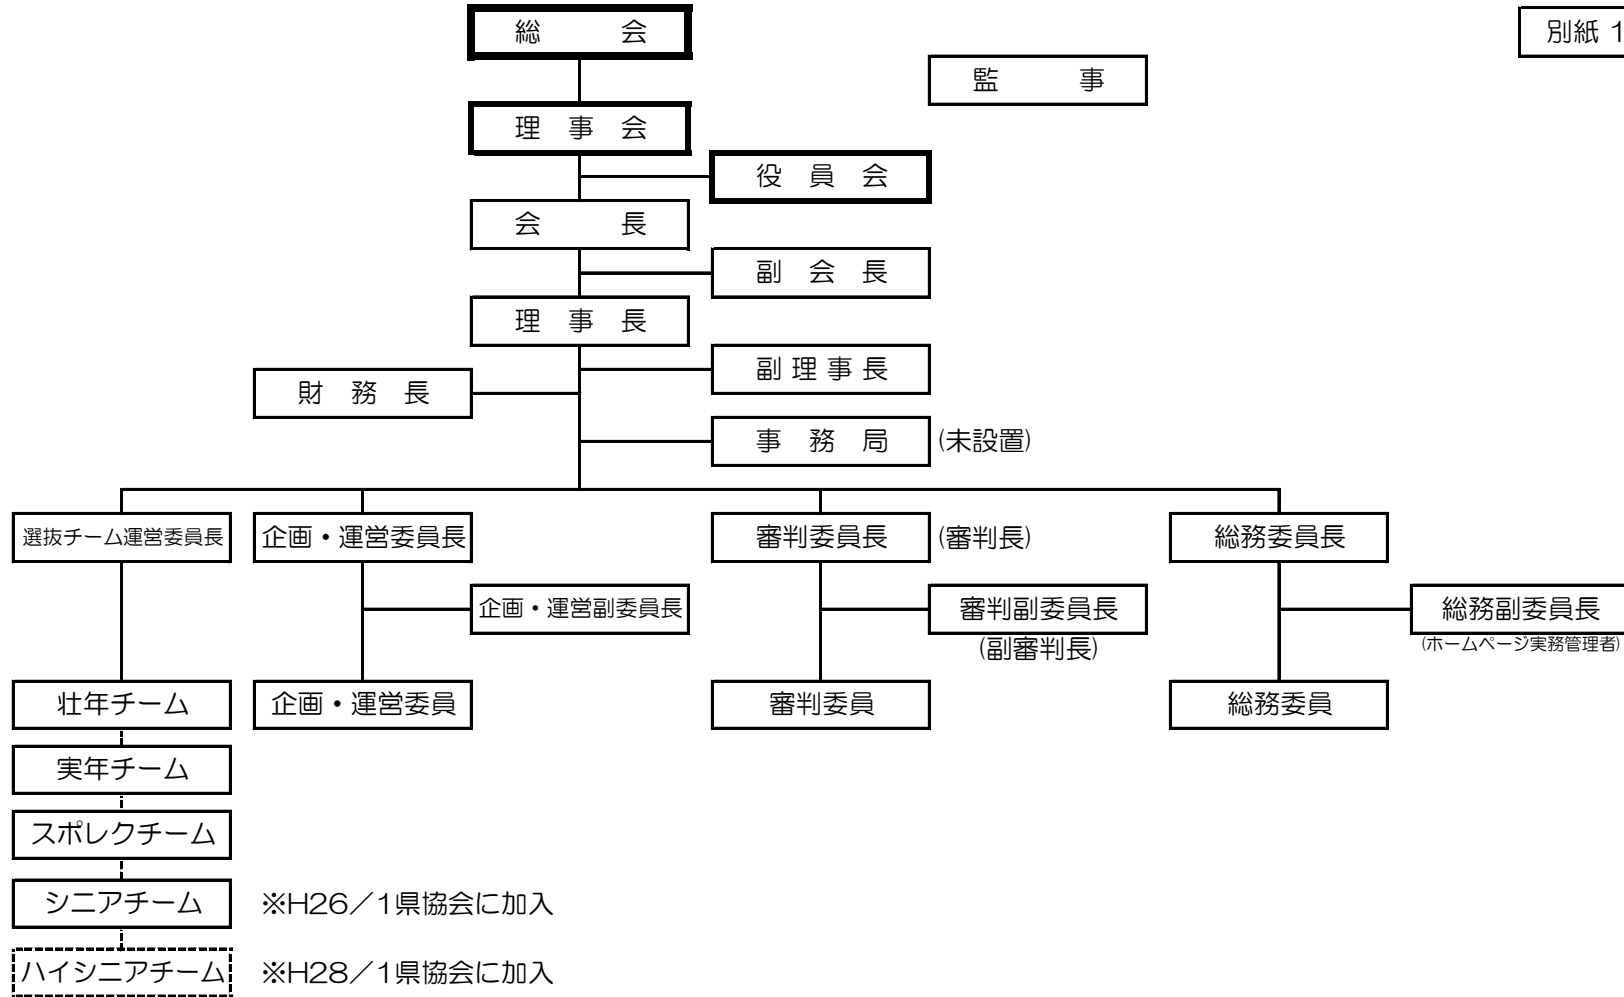 総　会
別紙 1
監　事
理 事 会
役 員 会
会　長
副 会 長
理 事 長
副 理 事 長
財 務 長
事 務 局 (未設置)
選抜チーム運営委員長
企画・運営委員長
審判委員長 (審判長)
総務委員長
企画・運営副委員長
審判副委員長
(副審判長)
総務副委員長
(ホームページ実務管理者)
壮年チーム
企画・運営委員
審判委員
総務委員
実年チーム
スポレクチーム
シニアチーム ※H26／1県協会に加入
ハイシニアチーム ※H28／1県協会に加入